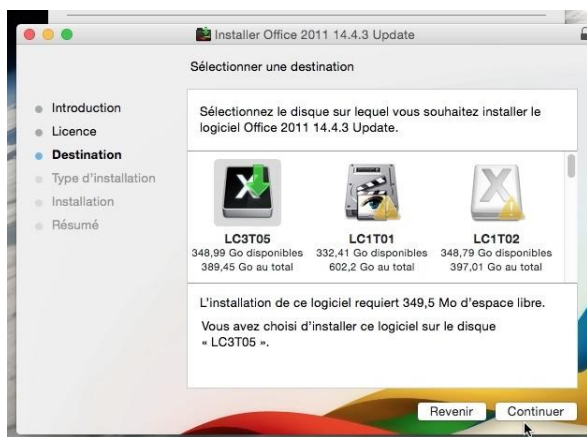 Installer Office 2011 14.4.3 Update
Sélectionner une destination
Introduction
Licence
Destination
Type d'installation
Installation
Résumé
Sélectionnez le disque sur lequel vous souhaitez installer le
logiciel Office 2011 14.4.3 Update.
LC3T05
348,99 Go disponibles
389,45 Go au total
LC1T01
332,41 Go disponibles
602,2 Go au total
LC1T02
348,79 Go disponibles
397,01 Go au total
L'installation de ce logiciel requiert 349,5 Mo d'espace libre.
Vous avez choisi d'installer ce logiciel sur le disque
« LC3T05 ».
Revenir
Continuer